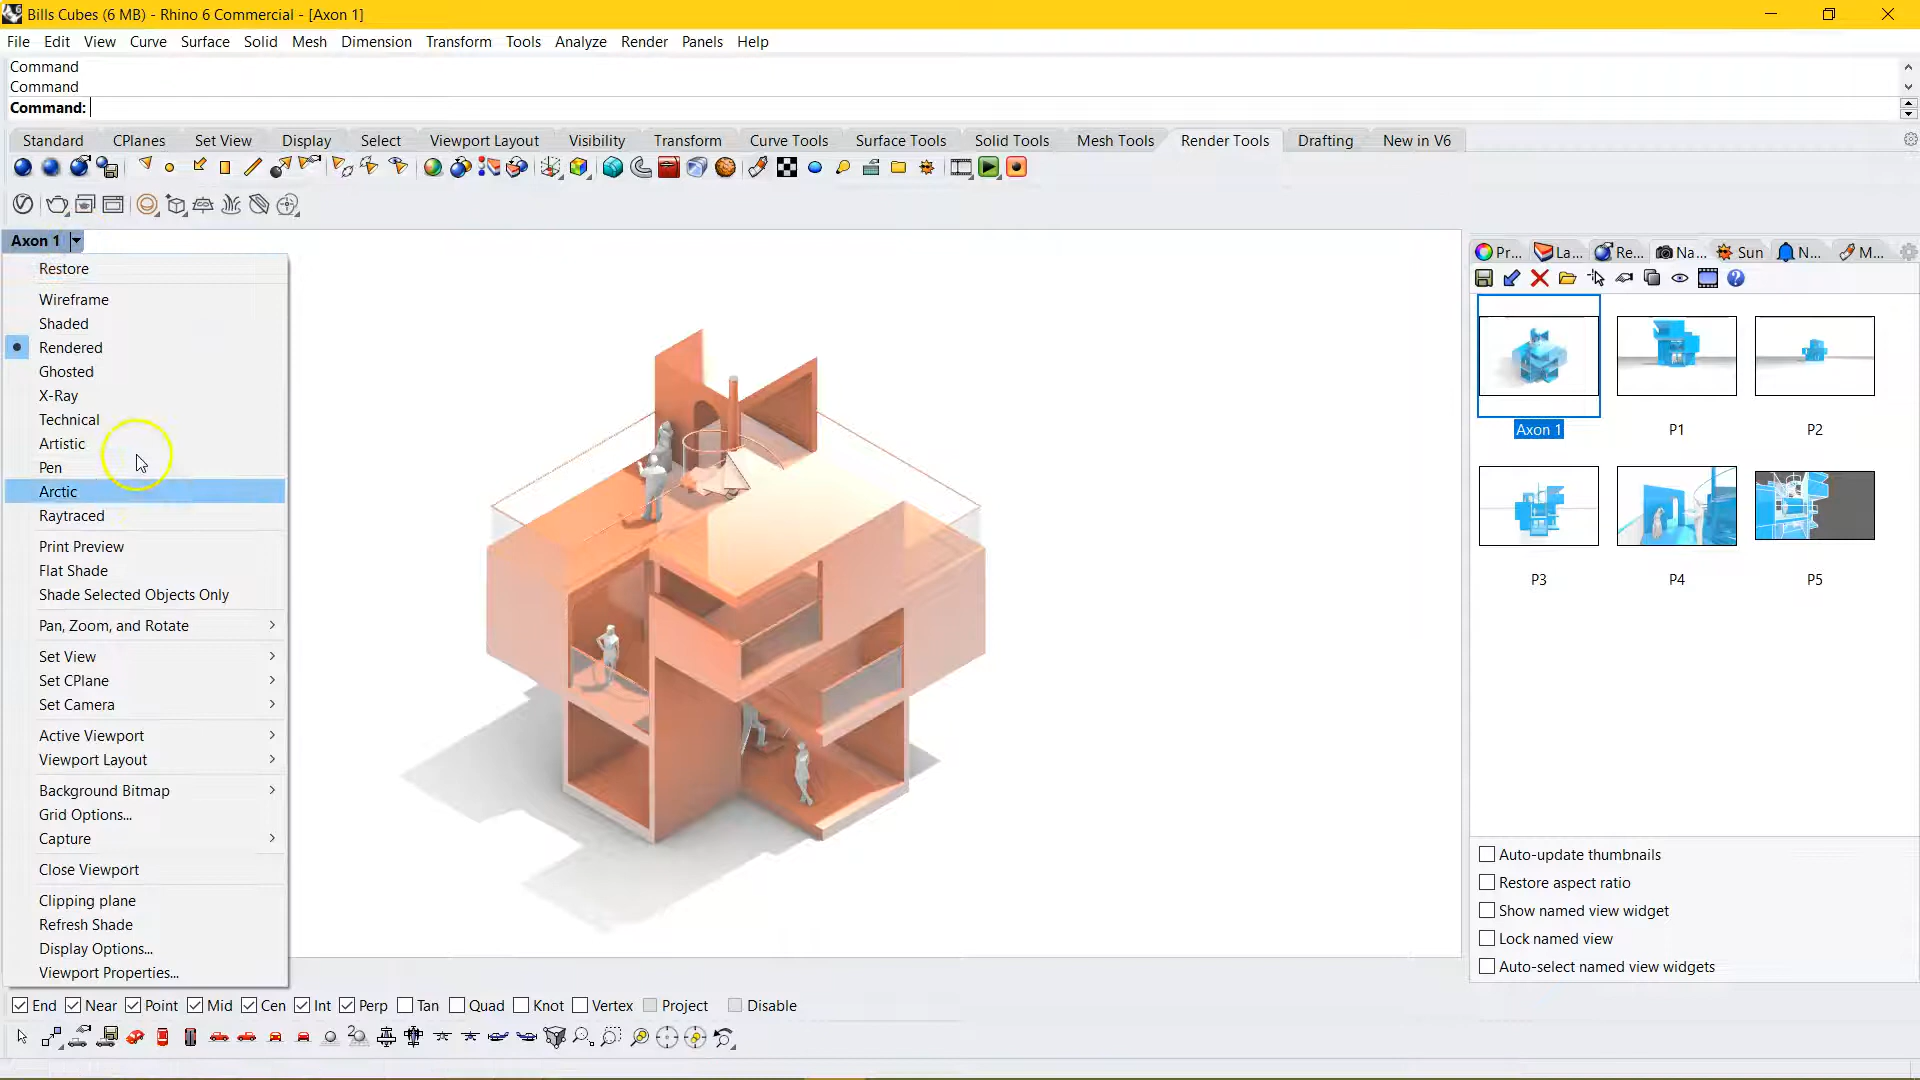 Bills Cubes (6 MB) - Rhino 6 Commercial - [Axon 1]
File Edit View Curve Surface Solid Mesh Dimension Transform Tools Analyze Render Panels Help
Command
Command
Command:
Standard CPlanes Set View Display Select Viewport Layout Visibility Transform Curve Tools Surface Tools Solid Tools Mesh Tools Render Tools Drafting New in V6
Axon 1
Restore
Wireframe
Shaded
Rendered
Ghosted
X-Ray
Technical
Artistic
Pen
Arctic
Raytraced
Print Preview
Flat Shade
Shade Selected Objects Only
Pan, Zoom, and Rotate
Set View
Set CPlane
Set Camera
Active Viewport
Viewport Layout
Background Bitmap
Grid Options...
Capture
Close Viewport
Clipping plane
Refresh Shade
Display Options...
Viewport Properties...
Pr... La... Re... Na... Sun N... M...
Axon 1 P1 P2
P3 P4 P5
Auto-update thumbnails
Restore aspect ratio
Show named view widget
Lock named view
Auto-select named view widgets
End Near Point Mid Cen Int Perp Tan Quad Knot Vertex Project Disable